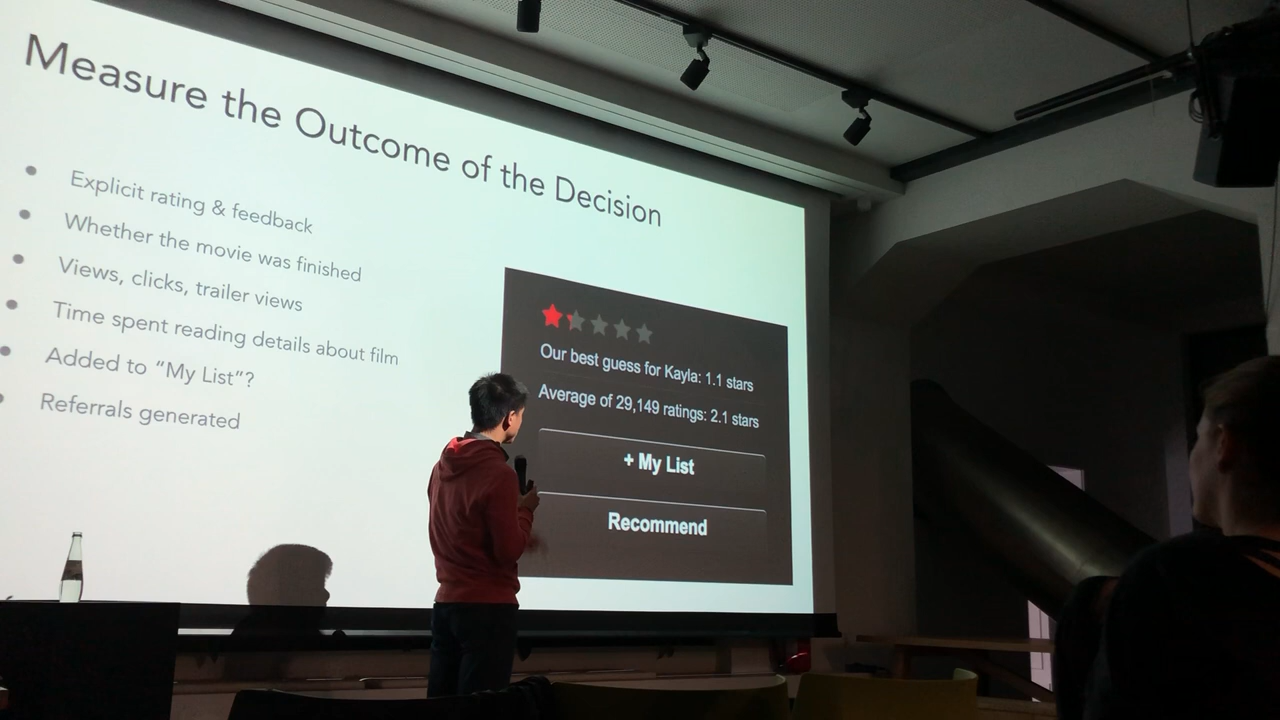 Measure the Outcome of the Decision
Explicit rating & feedback
Whether the movie was finished
Views, clicks, trailer views
Time spent reading details about film
Added to “My List”?
Referrals generated
Our best guess for Kayla: 1.1 stars
Average of 29,149 ratings: 2.1 stars
+ My List
Recommend